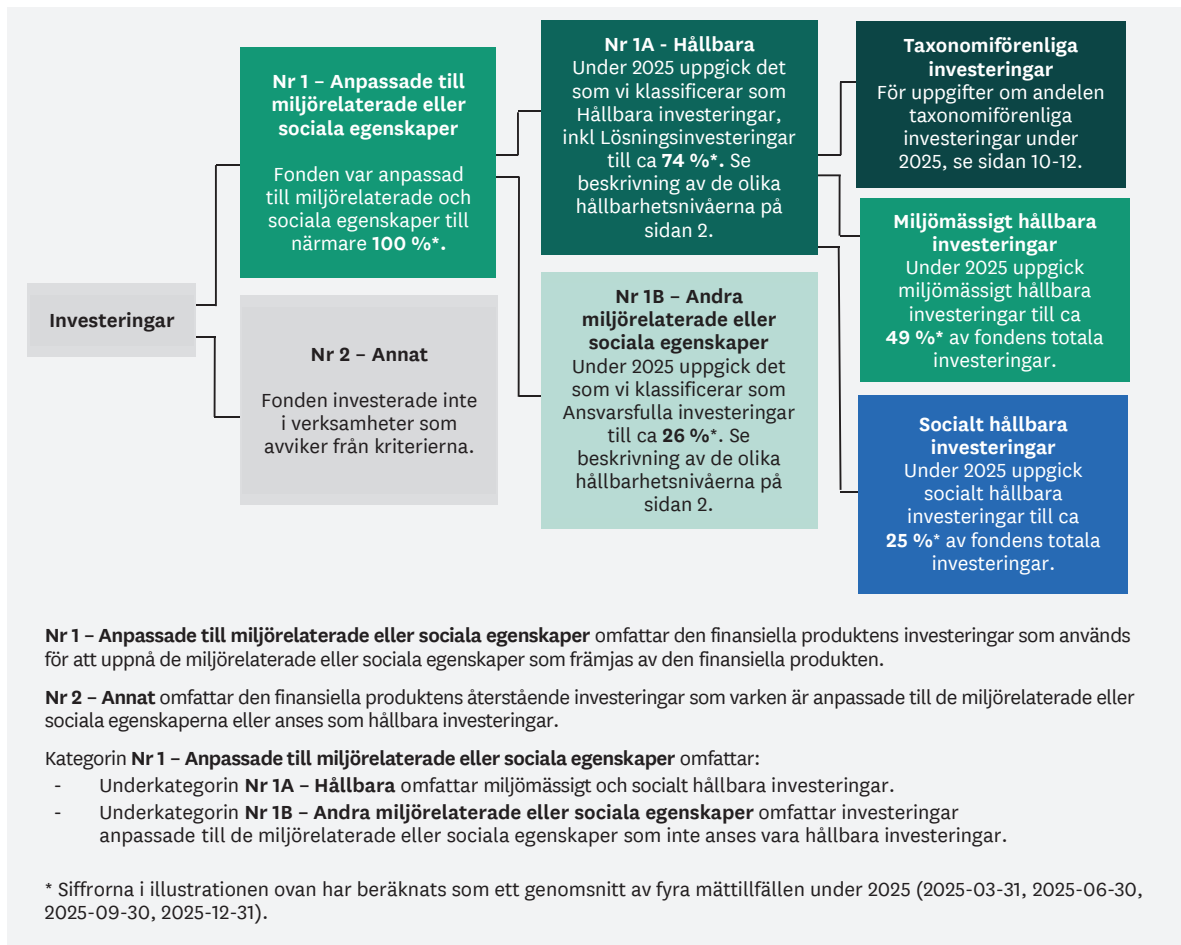 Investeringar
Nr 1 – Anpassade till
miljörelaterade eller
sociala egenskaper
Fonden var anpassad
till miljörelaterade och
sociala egenskaper till
närmare 100 %*.
Nr 2 – Annat
Fonden investerade inte
i verksamheter som
avviker från kriterierna.
Nr 1A - Hållbara
Under 2025 uppgick det
som vi klassificerar som
Hållbara investeringar,
inkl Lösningsinvesteringar
till ca 74 %*. Se
beskrivning av de olika
hållbarhetsnivåerna på
sidan 2.
Nr 1B – Andra
miljörelaterade eller
sociala egenskaper
Under 2025 uppgick det
som vi klassificerar som
Ansvarsfulla investeringar
till ca 26 %*. Se
beskrivning av de olika
hållbarhetsnivåerna på
sidan 2.
Taxonomiförenliga
investeringar
För uppgifter om andelen
taxonomiförenliga
investeringar under
2025, se sidan 10-12.
Miljömässigt hållbara
investeringar
Under 2025 uppgick
miljömässigt hållbara
investeringar till ca
49 %* av fondens totala
investeringar.
Socialt hållbara
investeringar
Under 2025 uppgick
socialt hållbara
investeringar till ca
25 %* av fondens totala
investeringar.
Nr 1 – Anpassade till miljörelaterade eller sociala egenskaper omfattar den finansiella produktens investeringar som används
för att uppnå de miljörelaterade eller sociala egenskaper som främjas av den finansiella produkten.
Nr 2 – Annat omfattar den finansiella produktens återstående investeringar som varken är anpassade till de miljörelaterade eller
sociala egenskaperna eller anses som hållbara investeringar.
Kategorin Nr 1 – Anpassade till miljörelaterade eller sociala egenskaper omfattar:
- Underkategorin Nr 1A – Hållbara omfattar miljömässigt och socialt hållbara investeringar.
- Underkategorin Nr 1B – Andra miljörelaterade eller sociala egenskaper omfattar investeringar
anpassade till de miljörelaterade eller sociala egenskaper som inte anses vara hållbara investeringar.
* Siffrorna i illustrationen ovan har beräknats som ett genomsnitt av fyra mättillfällen under 2025 (2025-03-31, 2025-06-30,
2025-09-30, 2025-12-31).